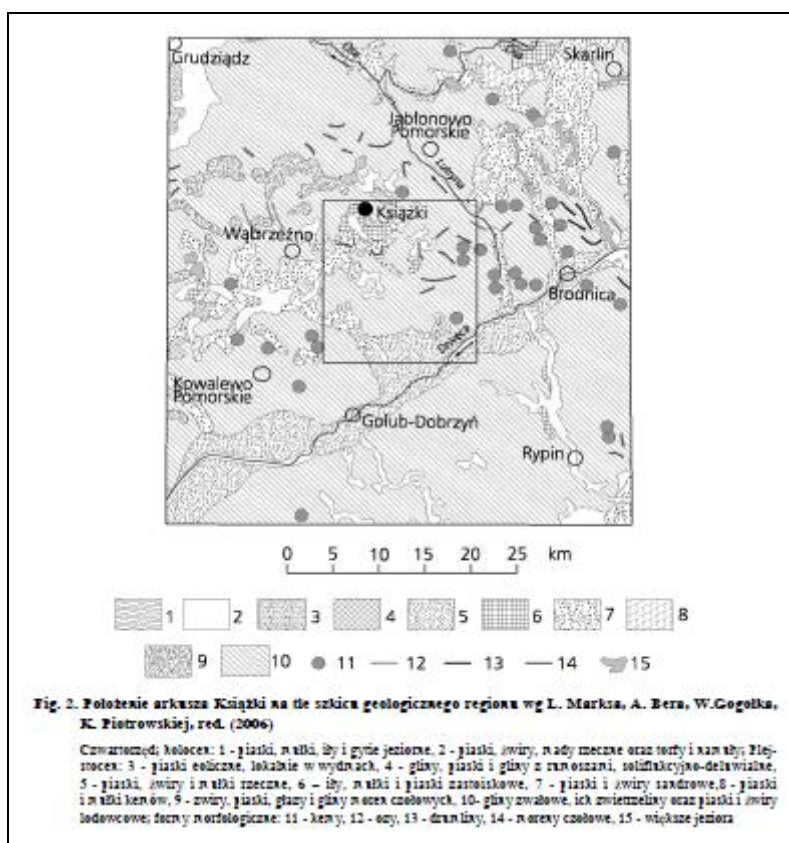 Grudziądz
Osa
Skarlin
Jabłonowo
Pomorskie
Lutryna
Książki
Wąbrzeźno
Brodnica
Drwęca
Kowalewo
Pomorskie
Golub-Dobrzyń
Rypin
0 5 10 15 20 25 km
1 2 3 4 5 6 7 8
9 10 11 12 13 14 15
Fig. 2. Położenie arkusza Książki na tle szkicu geologicznego regionu wg L. Marksa, A. Bera, W.Gogołka,
K. Piotrowskiej, red. (2006)
Czwartorzęd; holocen: 1 - piaski, mułki, iły i gytie jeziorne, 2 - piaski, żwiry, mady rzeczne oraz torfy i namuły; Plej-
stocen: 3 - piaski eoliczne, lokalnie w wydmach, 4 - gliny, piaski i gliny z rumoszami, soliflukcyjno-deluwialne,
5 - piaski, żwiry i mułki rzeczne, 6 – iły, mułki i piaski zastoiskowe, 7 - piaski i żwiry sandrowe,8 - piaski
i mułki kemów, 9 - żwiry, piaski, głazy i gliny moren czołowych, 10- gliny zwałowe, ich zwietrzeliny oraz piaski i żwiry
lodowcowe; formy morfologiczne: 11 - kemy, 12 - ozy, 13 - drumliny, 14 - moreny czołowe, 15 - większe jeziora